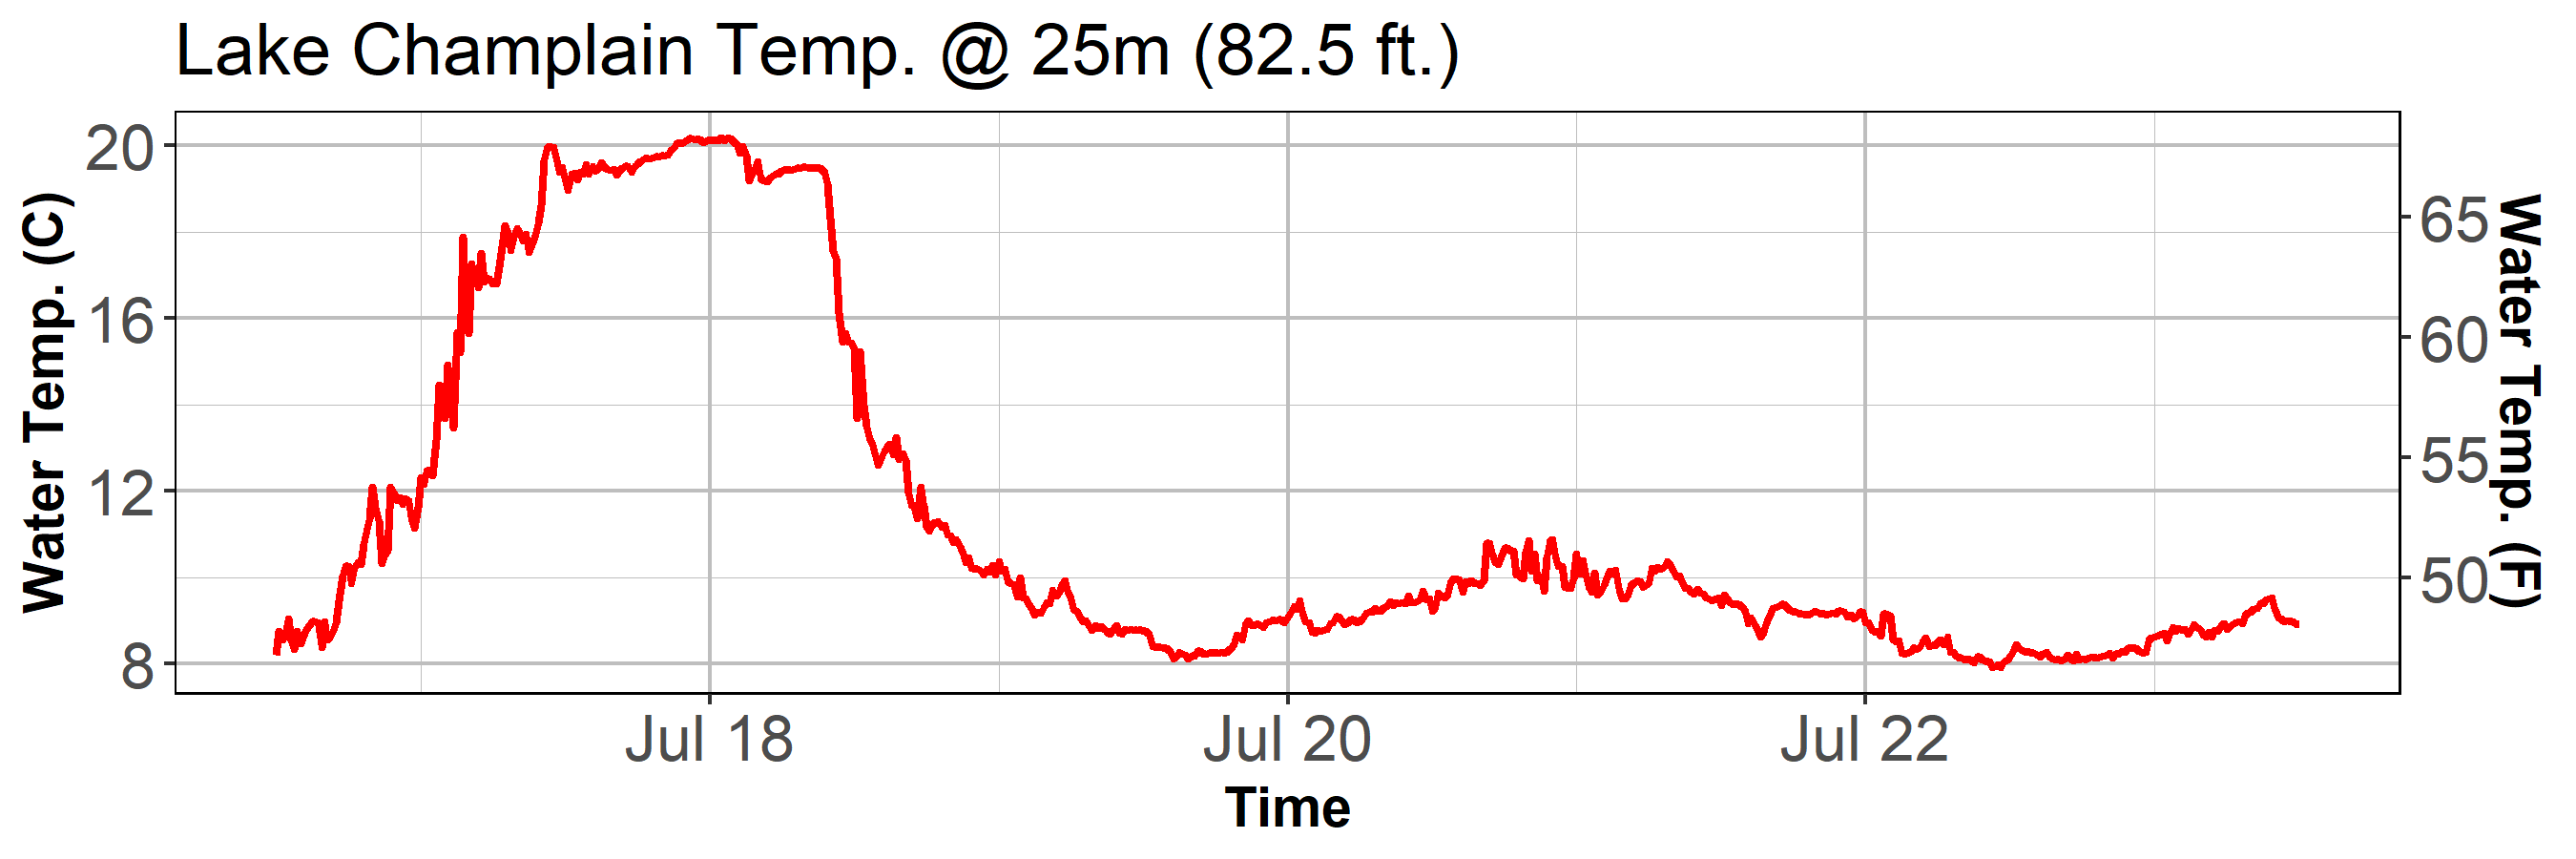 Lake Champlain Temp. @ 25m (82.5 ft.)
Water Temp. (C)
20
16
12
8
65
60
55
50
Water Temp. (F)
Jul 18 Jul 20 Jul 22
Time